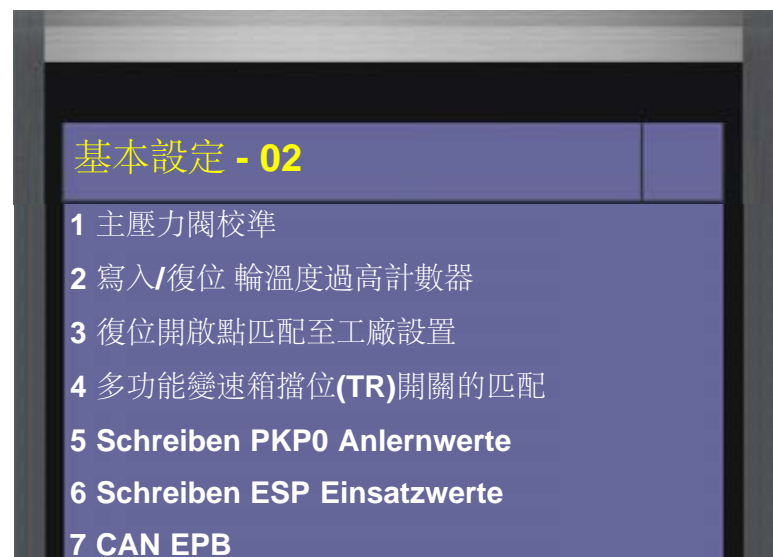 基本設定 - 02
1 主壓力閥校準
2 寫入/復位 輪溫度過高計數器
3 復位開啟點匹配至工廠設置
4 多功能變速箱擋位(TR)開關的匹配
5 Schreiben PKP0 Anlernwerte
6 Schreiben ESP Einsatzwerte
7 CAN EPB